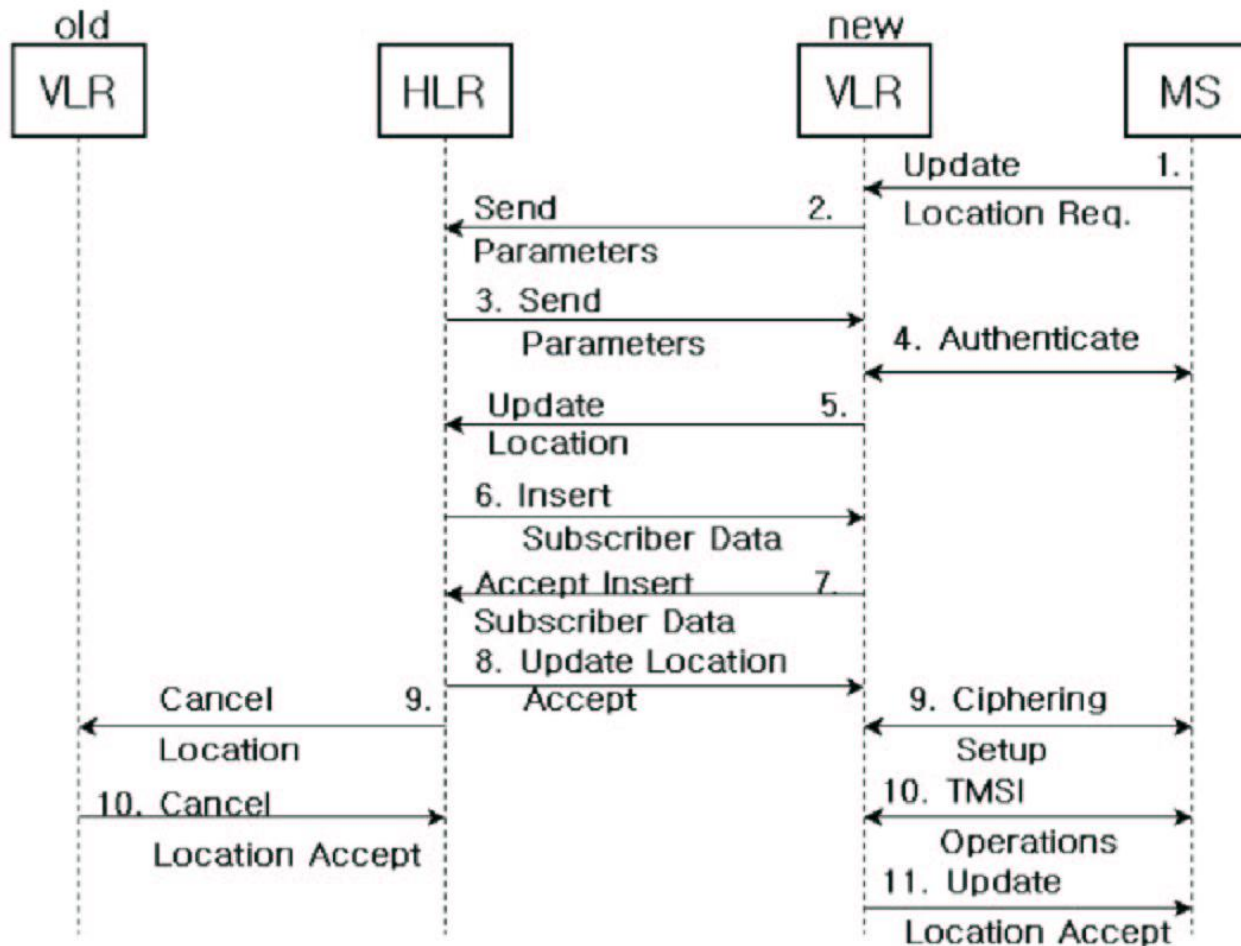 old
new
VLR
HLR
VLR
MS
Update 1.
Location Req.
Send 2.
Parameters
3. Send
Parameters
4. Authenticate
Update 5.
Location
6. Insert
Subscriber Data
Accept Insert 7.
Subscriber Data
8. Update Location
Accept
Cancel 9.
Location
9. Ciphering
Setup
10. Cancel
Location Accept
10. TMSI
Operations
11. Update
Location Accept